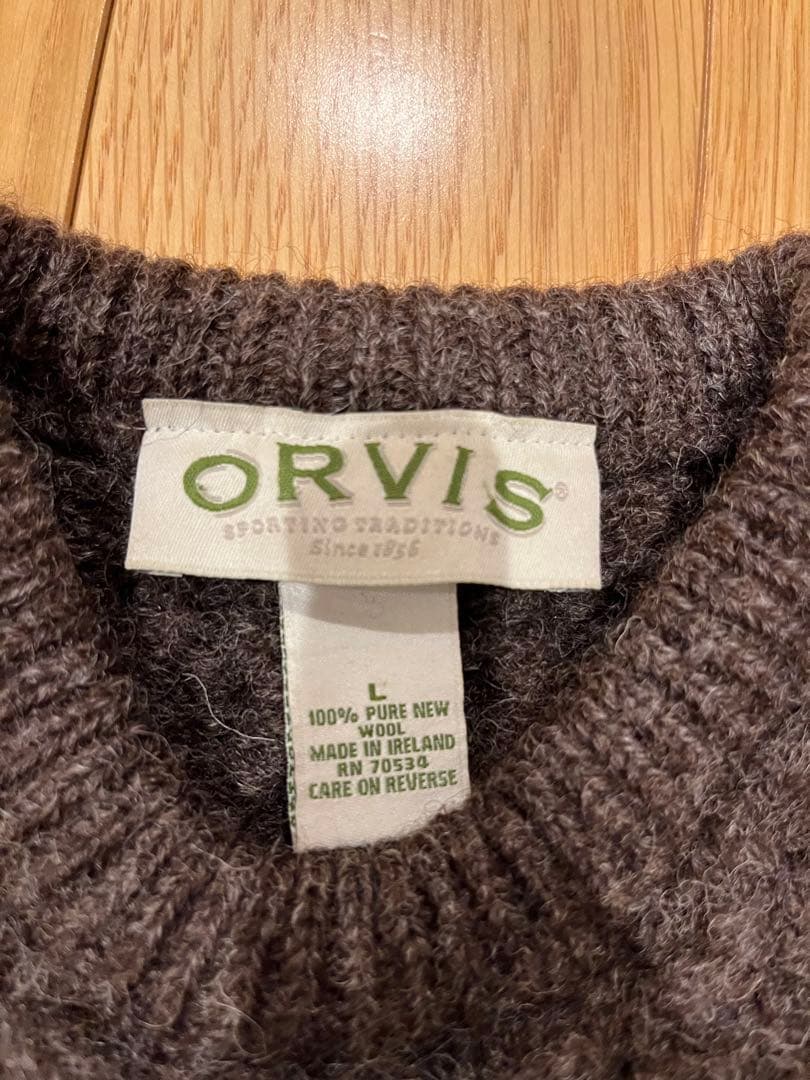 ORVIS®
SPORTING TRADITIONS
Since 1856
L
100% PURE NEW
WOOL
MADE IN IRELAND
RN 70534
CARE ON REVERSE